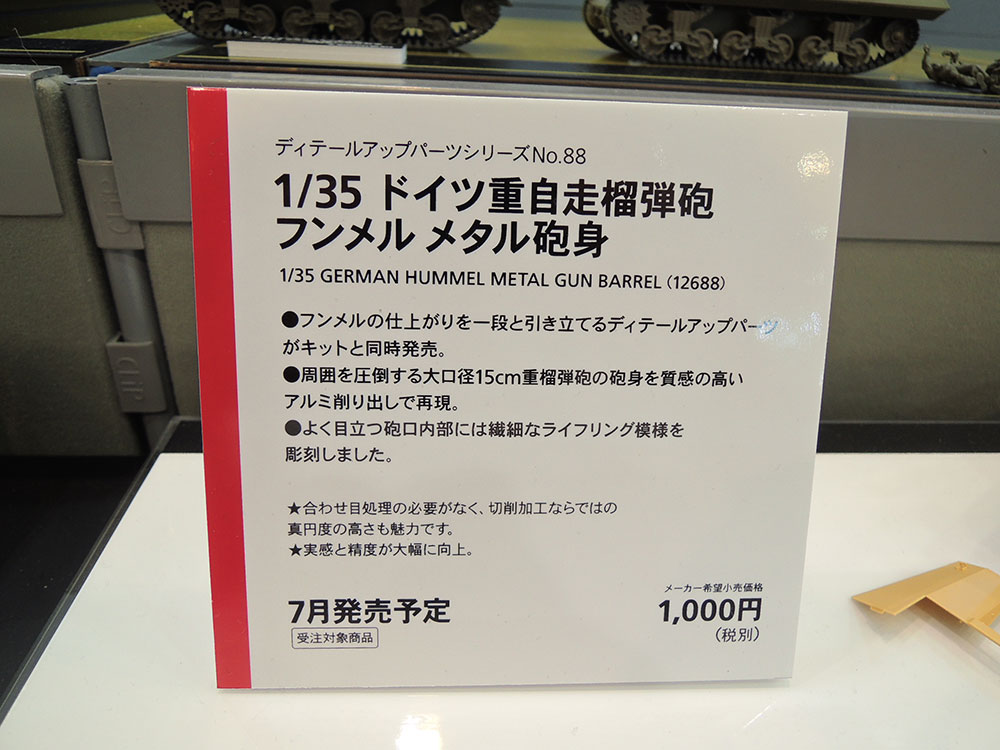 ディテールアップパーツシリーズNo.88
1/35 ドイツ重自走榴弾砲
フンメル メタル砲身
1/35 GERMAN HUMMEL METAL GUN BARREL (12688)
●フンメルの仕上がりを一段と引き立てるディテールアップパーツ
がキットと同時発売。
●周囲を圧倒する大口径15cm重榴弾砲の砲身を質感の高い
アルミ削り出しで再現。
●よく目立つ砲口内部には繊細なライフリング模様を
彫刻しました。
★合わせ目処理の必要がなく、切削加工ならではの
真円度の高さも魅力です。
★実感と精度が大幅に向上。
7月発売予定
受注対象商品
メーカー希望小売価格
1,000円
(税別)